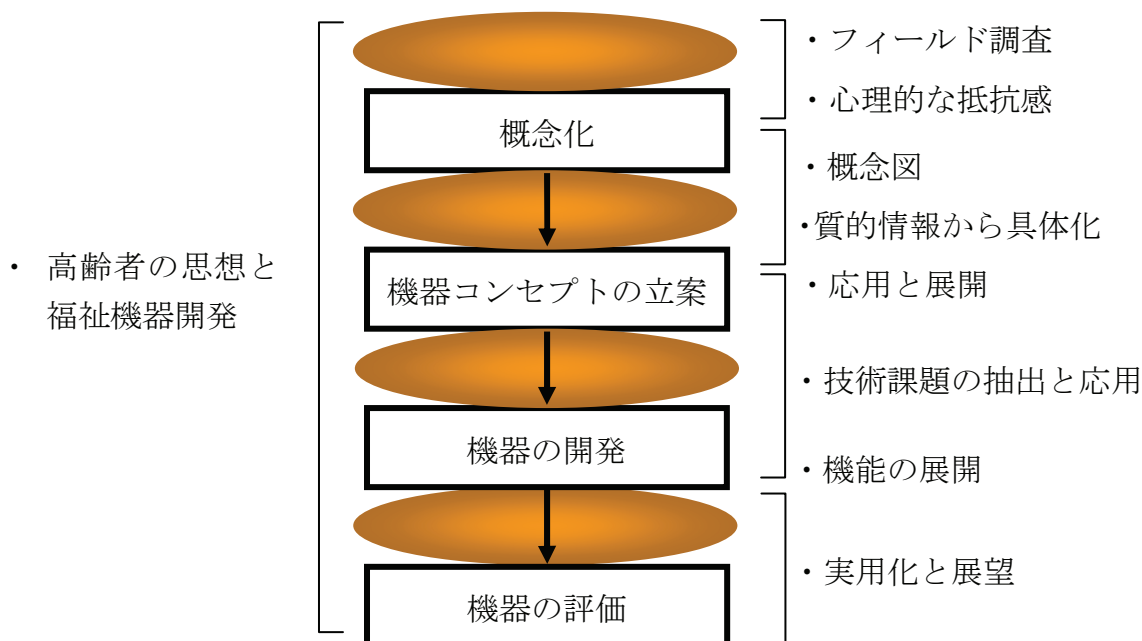 ・フィールド調査
・心理的な抵抗感
概念化
・概念図
・質的情報から具体化
・ 高齢者の思想と
福祉機器開発
機器コンセプトの立案
・応用と展開
・技術課題の抽出と応用
機器の開発
・機能の展開
・実用化と展望
機器の評価